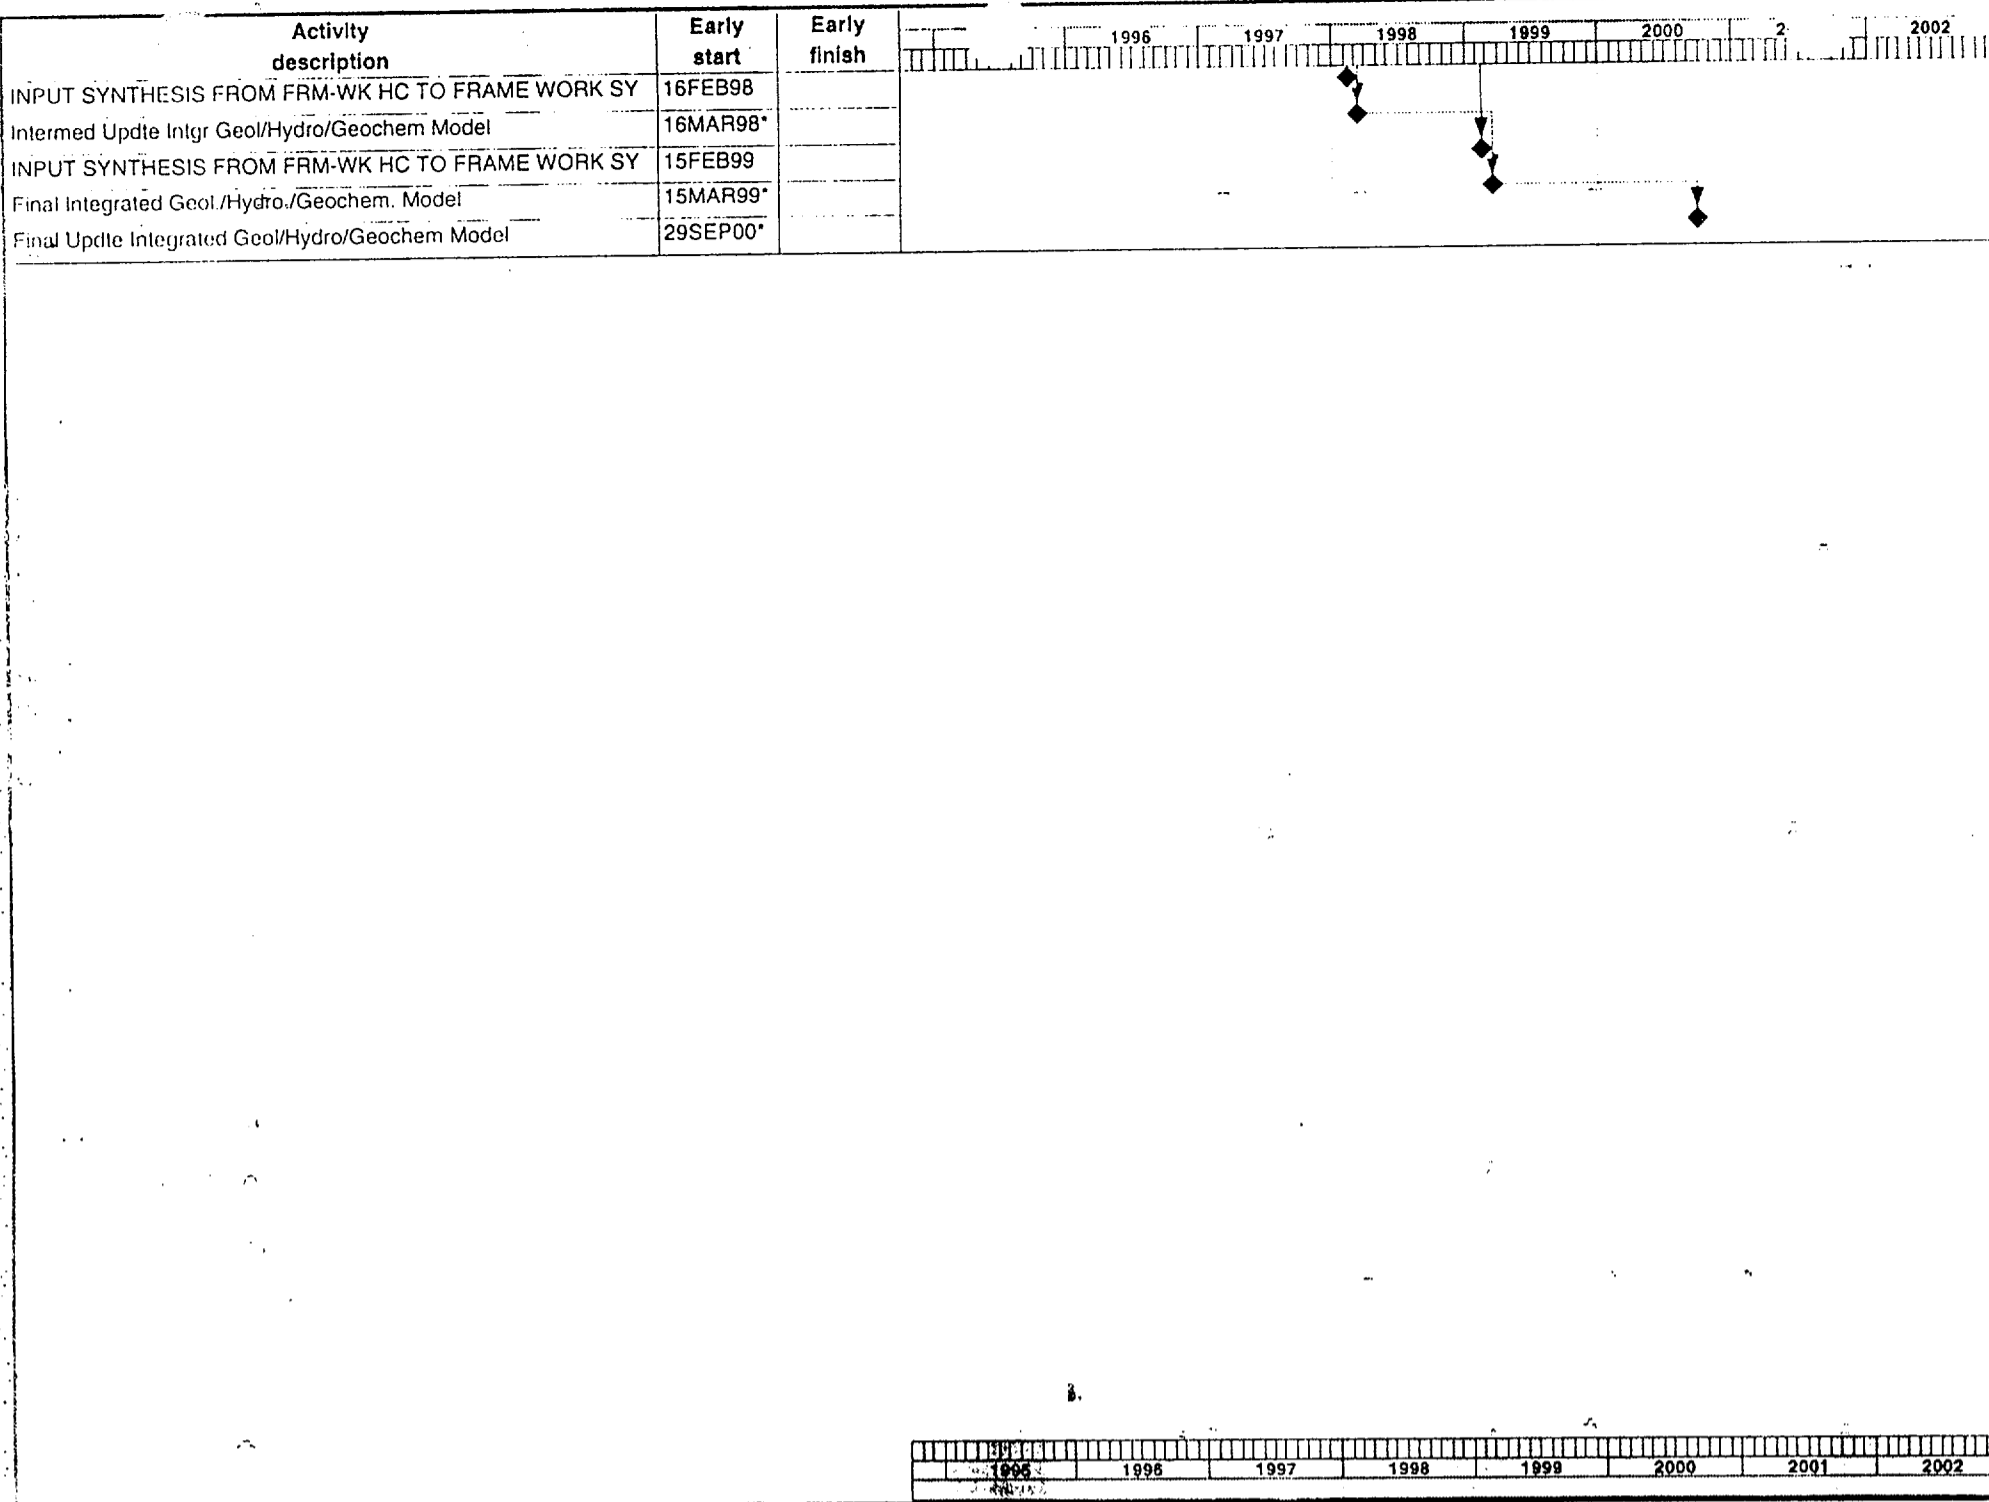 Activity description Early start Early finish
1996 1997 1998 1999 2000 2 2002
INPUT SYNTHESIS FROM FRM-WK HC TO FRAME WORK SY 16FEB98
Intermed Updte Intgr Geol/Hydro/Geochem Model 16MAR98*
INPUT SYNTHESIS FROM FRM-WK HC TO FRAME WORK SY 15FEB99
Final Integrated Geol./Hydro./Geochem. Model 15MAR99*
Final Updte Integrated Geol/Hydro/Geochem Model 29SEP00*
1995 1996 1997 1998 1999 2000 2001 2002